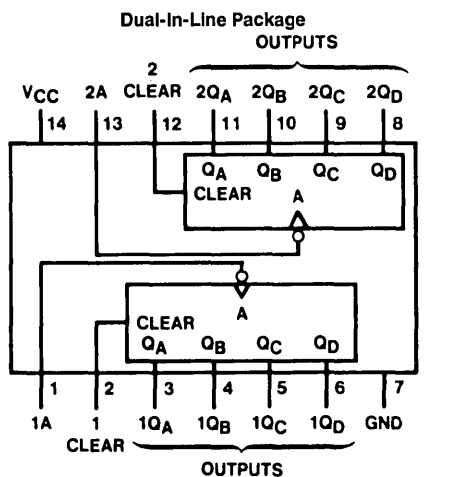 Dual-In-Line Package
OUTPUTS
VCC 2A 2 CLEAR 2QA 2QB 2QC 2QD
14 13 12 11 10 9 8
QA QB QC QD
CLEAR
A
A
CLEAR
QA QB QC QD
1 2 3 4 5 6 7
1A 1 CLEAR 1QA 1QB 1QC 1QD GND
OUTPUTS